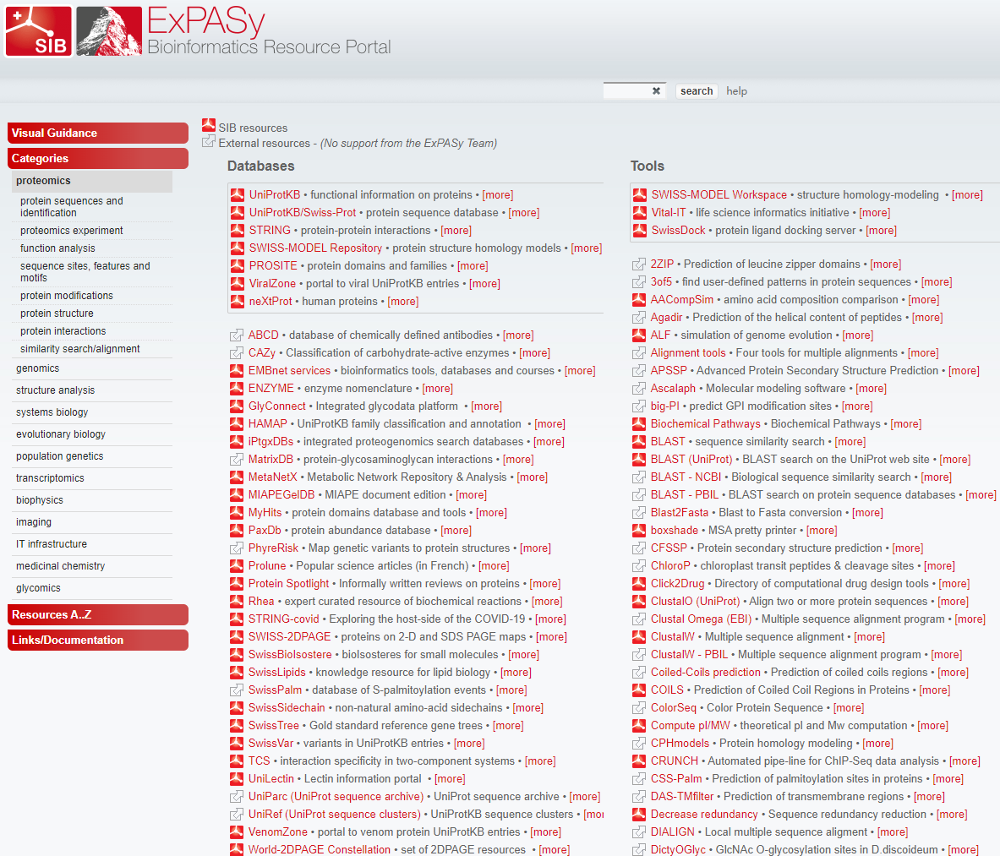 SIB
ExPASy
Bioinformatics Resource Portal
search
help
Visual Guidance
Categories
proteomics
protein sequences and
identification
proteomics experiment
function analysis
sequence sites, features and
motifs
protein modifications
protein structure
protein interactions
similarity search/alignment
genomics
structure analysis
systems biology
evolutionary biology
population genetics
transcriptomics
biophysics
imaging
IT infrastructure
medicinal chemistry
glycomics
Resources A..Z
Links/Documentation
SIB resources
External resources - (No support from the ExPASy Team)
Databases
UniProtKB • functional information on proteins • [more]
UniProtKB/Swiss-Prot • protein sequence database • [more]
STRING • protein-protein interactions • [more]
SWISS-MODEL Repository • protein structure homology models • [more]
PROSITE • protein domains and families • [more]
ViralZone • portal to viral UniProtKB entries • [more]
neXtProt • human proteins • [more]
ABCD • database of chemically defined antibodies • [more]
CAZy • Classification of carbohydrate-active enzymes • [more]
EMBnet services • bioinformatics tools, databases and courses • [more]
ENZYME • enzyme nomenclature • [more]
GlyConnect • Integrated glycodata platform • [more]
HAMAP • UniProtKB family classification and annotation • [more]
iPtgxDBs • integrated proteogenomics search databases • [more]
MatrixDB • protein-glycosaminoglycan interactions • [more]
MetaNetX • Metabolic Network Repository & Analysis • [more]
MIAPEGelDB • MIAPE document edition • [more]
MyHits • protein domains database and tools • [more]
PaxDb • protein abundance database • [more]
PhyreRisk • Map genetic variants to protein structures • [more]
Prolune • Popular science articles (in French) • [more]
Protein Spotlight • Informally written reviews on proteins • [more]
Rhea • expert curated resource of biochemical reactions • [more]
STRING-covid • Exploring the host-side of the COVID-19 • [more]
SWISS-2DPAGE • proteins on 2-D and SDS PAGE maps • [more]
SwissBioIsostere • bioIsosteres for small molecules • [more]
SwissLipids • knowledge resource for lipid biology • [more]
SwissPalm • database of S-palmitoylation events • [more]
SwissSidechain • non-natural amino-acid sidechains • [more]
SwissTree • Gold standard reference gene trees • [more]
SwissVar • variants in UniProtKB entries • [more]
TCS • interaction specificity in two-component systems • [more]
UniLectin • Lectin information portal • [more]
UniParc (UniProt sequence archive) • UniProt sequence archive • [more]
UniRef (UniProt sequence clusters) • UniProtKB sequence clusters • [mor
VenomZone • portal to venom protein UniProtKB entries • [more]
World-2DPAGE Constellation • set of 2DPAGE resources • [more]
Tools
SWISS-MODEL Workspace • structure homology-modeling • [more]
Vital-IT • life science informatics initiative • [more]
SwissDock • protein ligand docking server • [more]
2ZIP • Prediction of leucine zipper domains • [more]
3of5 • find user-defined patterns in protein sequences • [more]
AACompSim • amino acid composition comparison • [more]
Agadir • Prediction of the helical content of peptides • [more]
ALF • simulation of genome evolution • [more]
Alignment tools • Four tools for multiple alignments • [more]
APSSP • Advanced Protein Secondary Structure Prediction • [more]
Ascalaph • Molecular modeling software • [more]
big-PI • predict GPI modification sites • [more]
Biochemical Pathways • Biochemical Pathways • [more]
BLAST • sequence similarity search • [more]
BLAST (UniProt) • BLAST search on the UniProt web site • [more]
BLAST - NCBI • Biological sequence similarity search • [more]
BLAST - PBIL • BLAST search on protein sequence databases • [more]
Blast2Fasta • Blast to Fasta conversion • [more]
boxshade • MSA pretty printer • [more]
CFSSP • Protein secondary structure prediction • [more]
ChloroP • chloroplast transit peptides & cleavage sites • [more]
Click2Drug • Directory of computational drug design tools • [more]
ClustalO (UniProt) • Align two or more protein sequences • [more]
Clustal Omega (EBI) • Multiple sequence alignment program • [more]
ClustalW • Multiple sequence alignment • [more]
ClustalW - PBIL • Multiple sequence alignment program • [more]
Coiled-Coils prediction • Prediction of coiled coils regions • [more]
COILS • Prediction of Coiled Coil Regions in Proteins • [more]
ColorSeq • Color Protein Sequence • [more]
Compute pI/MW • theoretical pI and Mw computation • [more]
CPHmodels • Protein homology modeling • [more]
CRUNCH • Automated pipe-line for ChIP-Seq data analysis • [more]
CSS-Palm • Prediction of palmitoylation sites in proteins • [more]
DAS-TMfilter • Prediction of transmembrane regions • [more]
Decrease redundancy • Sequence redundancy reduction • [more]
DIALIGN • Local multiple sequence aligment • [more]
DictyOGlyc • GlcNAc O-glycosylation sites in D.discoideum • [more]